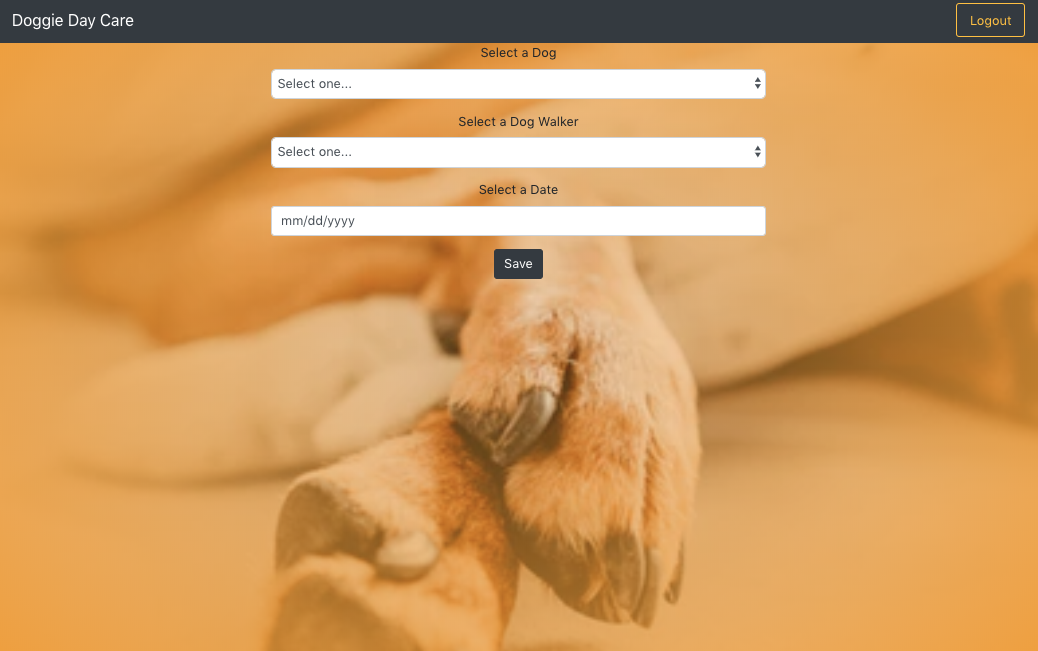 Doggie Day Care
Logout
Select a Dog
Select one...
Select a Dog Walker
Select one...
Select a Date
mm/dd/yyyy
Save